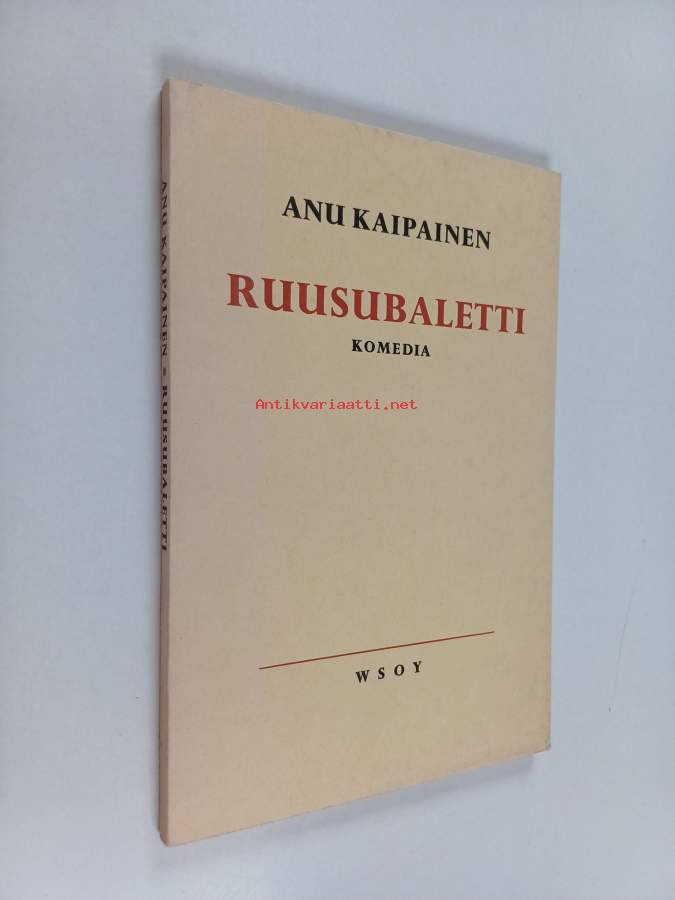 ANU KAIPAINEN
RUUSUBALETTI
KOMEDIA
Antikvariaatti.net
WSOY
ANU KAIPAINEN - RUUSUBALETTI